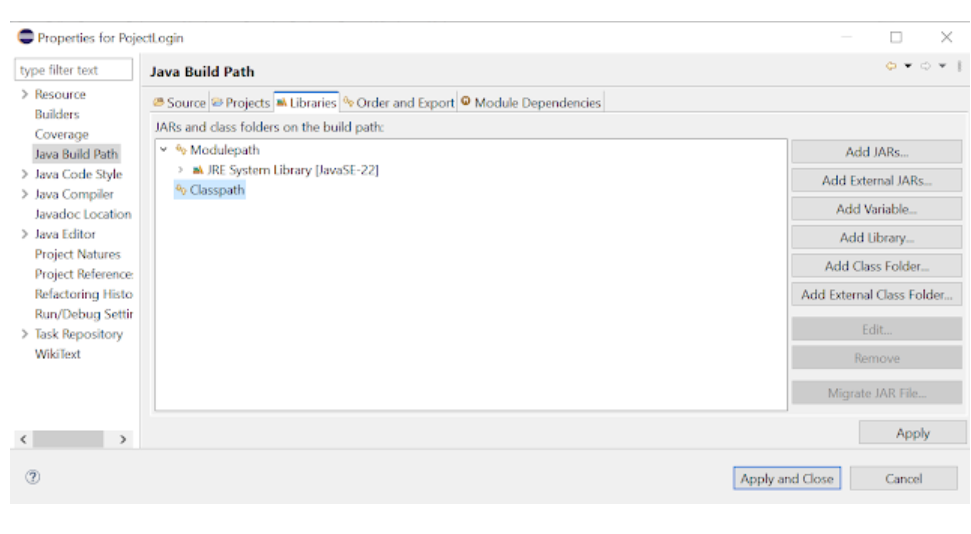 Properties for PojectLogin
type filter text
Resource
Builders
Coverage
Java Build Path
Java Code Style
Java Compiler
Javadoc Location
Java Editor
Project Natures
Project Reference
Refactoring Histo
Run/Debug Settir
Task Repository
WikiText
Java Build Path
Source Projects Libraries Order and Export Module Dependencies
JARs and class folders on the build path:
Modulepath
JRE System Library [JavaSE-22]
Classpath
Add JARs...
Add External JARs...
Add Variable...
Add Library...
Add Class Folder...
Add External Class Folder...
Edit...
Remove
Migrate JAR File...
Apply
Apply and Close Cancel